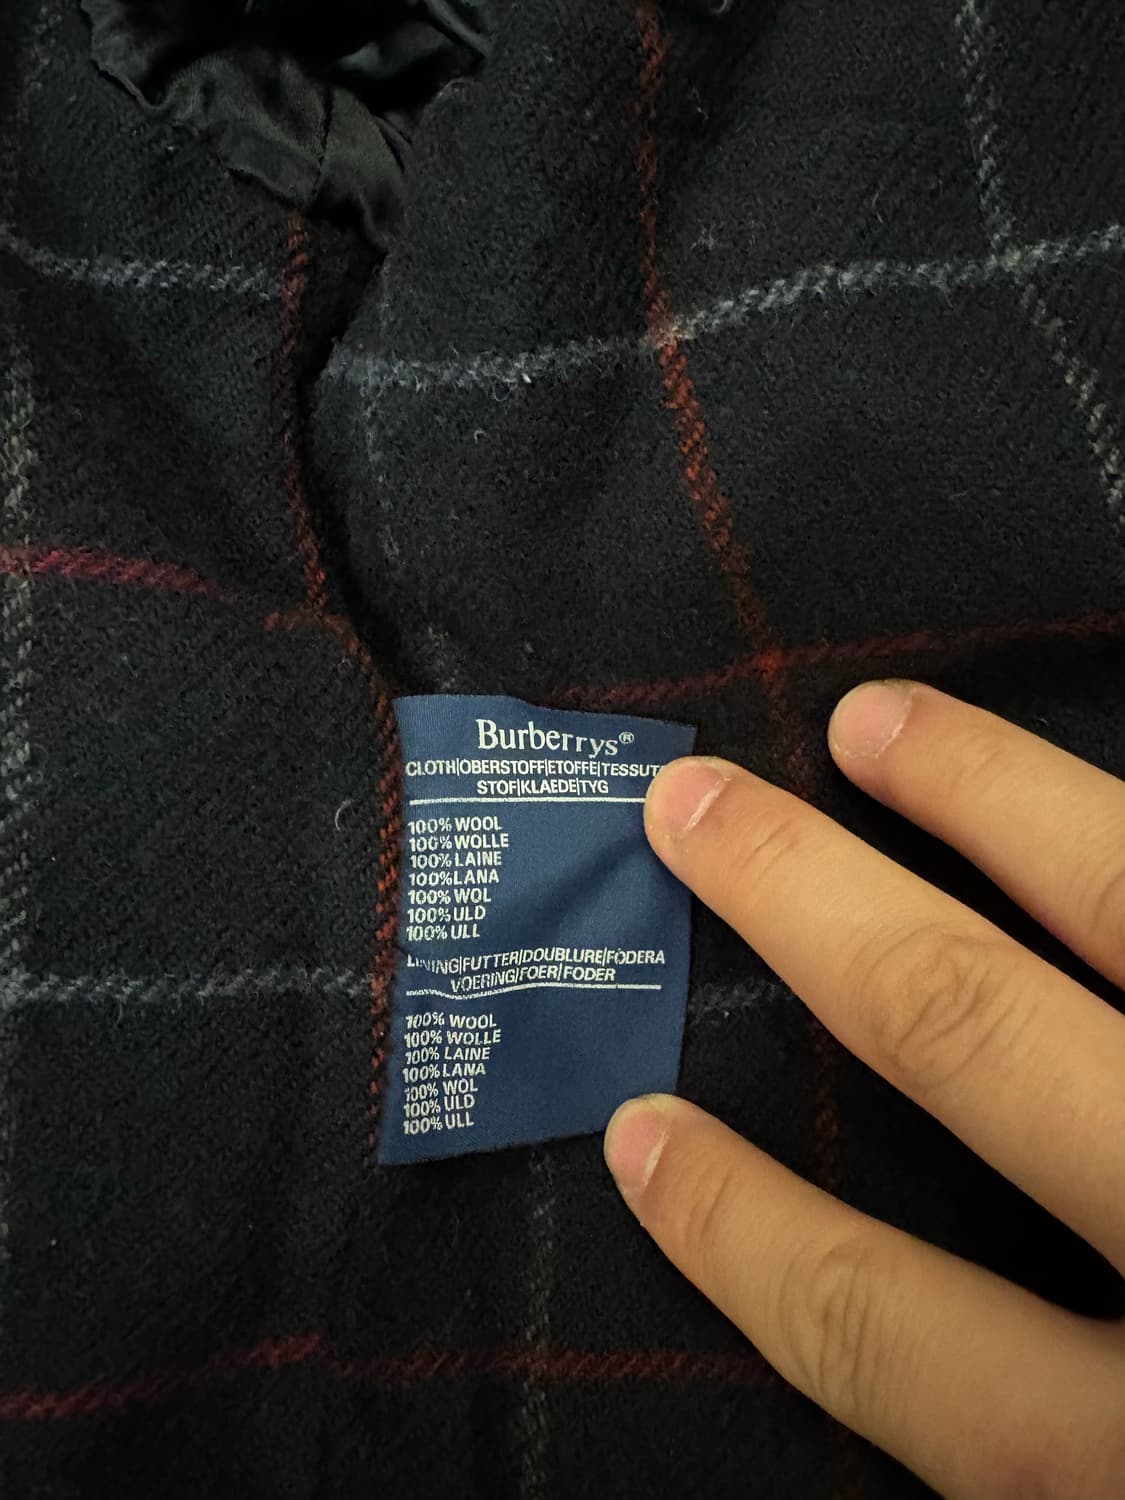 Burberrys®
CLOTH|OBERSTOFF|ETOFFE|TESSUT
STOF|KLAEDE|TYG
100% WOOL
100% WOLLE
100% LAINE
100%LANA
100% WOL
100% ULD
100% ULL
LINING|FUTTER|DOUBLURE|FODERA
VOERING|FOER|FODER
100% WOOL
100% WOLLE
100% LAINE
100% LANA
100% WOL
100% ULD
100% ULL